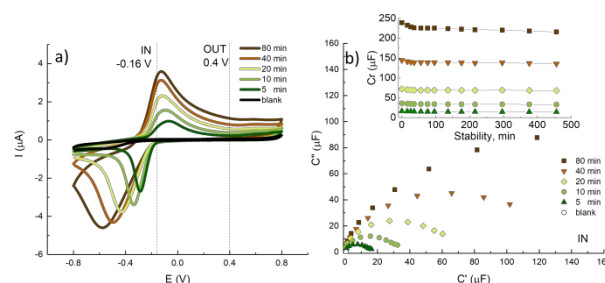 a)
IN
-0.16 V
OUT
0.4 V
80 min
40 min
20 min
10 min
5 min
blank
I (μA)
6
4
2
0
-2
-4
-6
-0.8
-0.4
0.0
0.4
0.8
E (V)
b)
Cr (μF)
250
200
150
100
50
0
0
100
200
300
400
500
Stability, min
C'' (μF)
160
140
120
100
80
60
40
20
0
80 min
40 min
20 min
10 min
5 min
blank
IN
0
20
40
60
80
100
120
140
160
C' (μF)